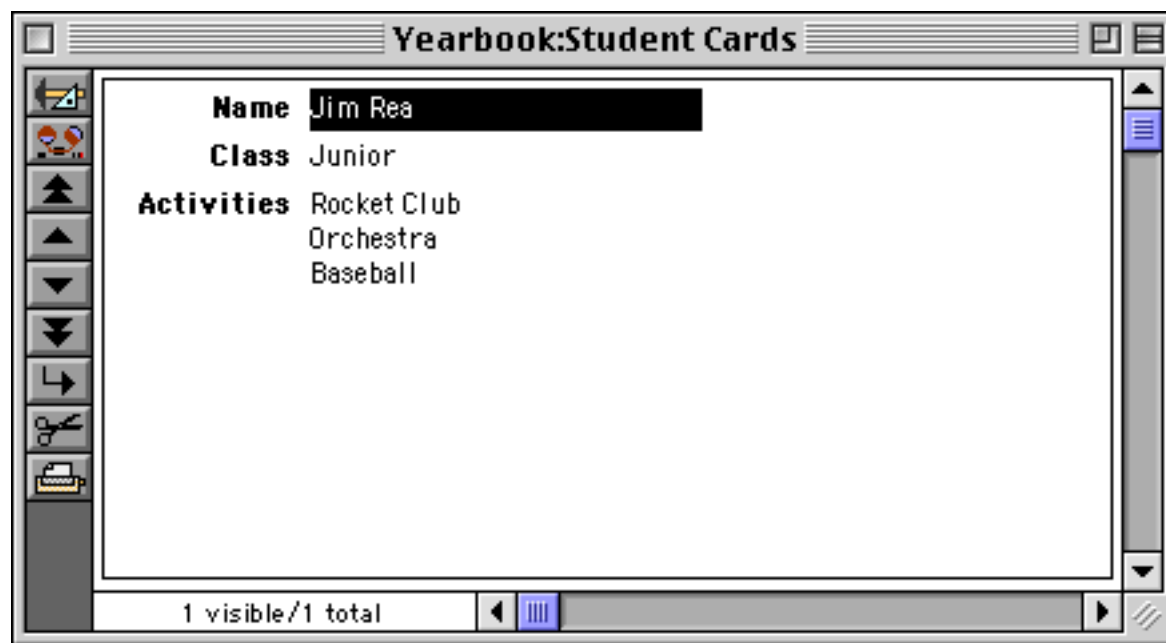 Yearbook:Student Cards
Name Jim Rea
Class Junior
Activities Rocket Club
Orchestra
Baseball
1 visible/1 total